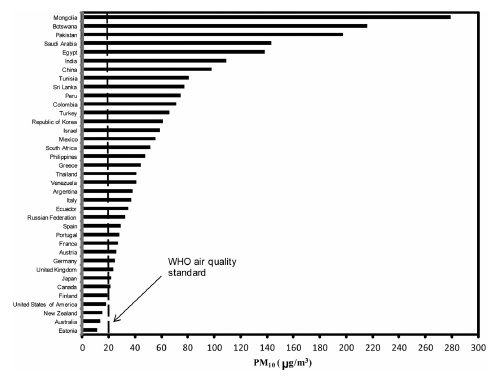 Mongolia
Botswana
Pakistan
Saudi Arabia
Egypt
India
China
Tunisia
Sri Lanka
Peru
Colombia
Turkey
Republic of Korea
Israel
Mexico
South Africa
Philippines
Greece
Thailand
Venezuela
Argentina
Italy
Ecuador
Russian Federation
Spain
Portugal
France
Austria
Germany
United Kingdom
Japan
Canada
Finland
United States of America
New Zealand
Australia
Estonia
WHO air quality
standard
0 20 40 60 80 100 120 140 160 180 200 220 240 260 280 300
PM₁₀ (µg/m³)